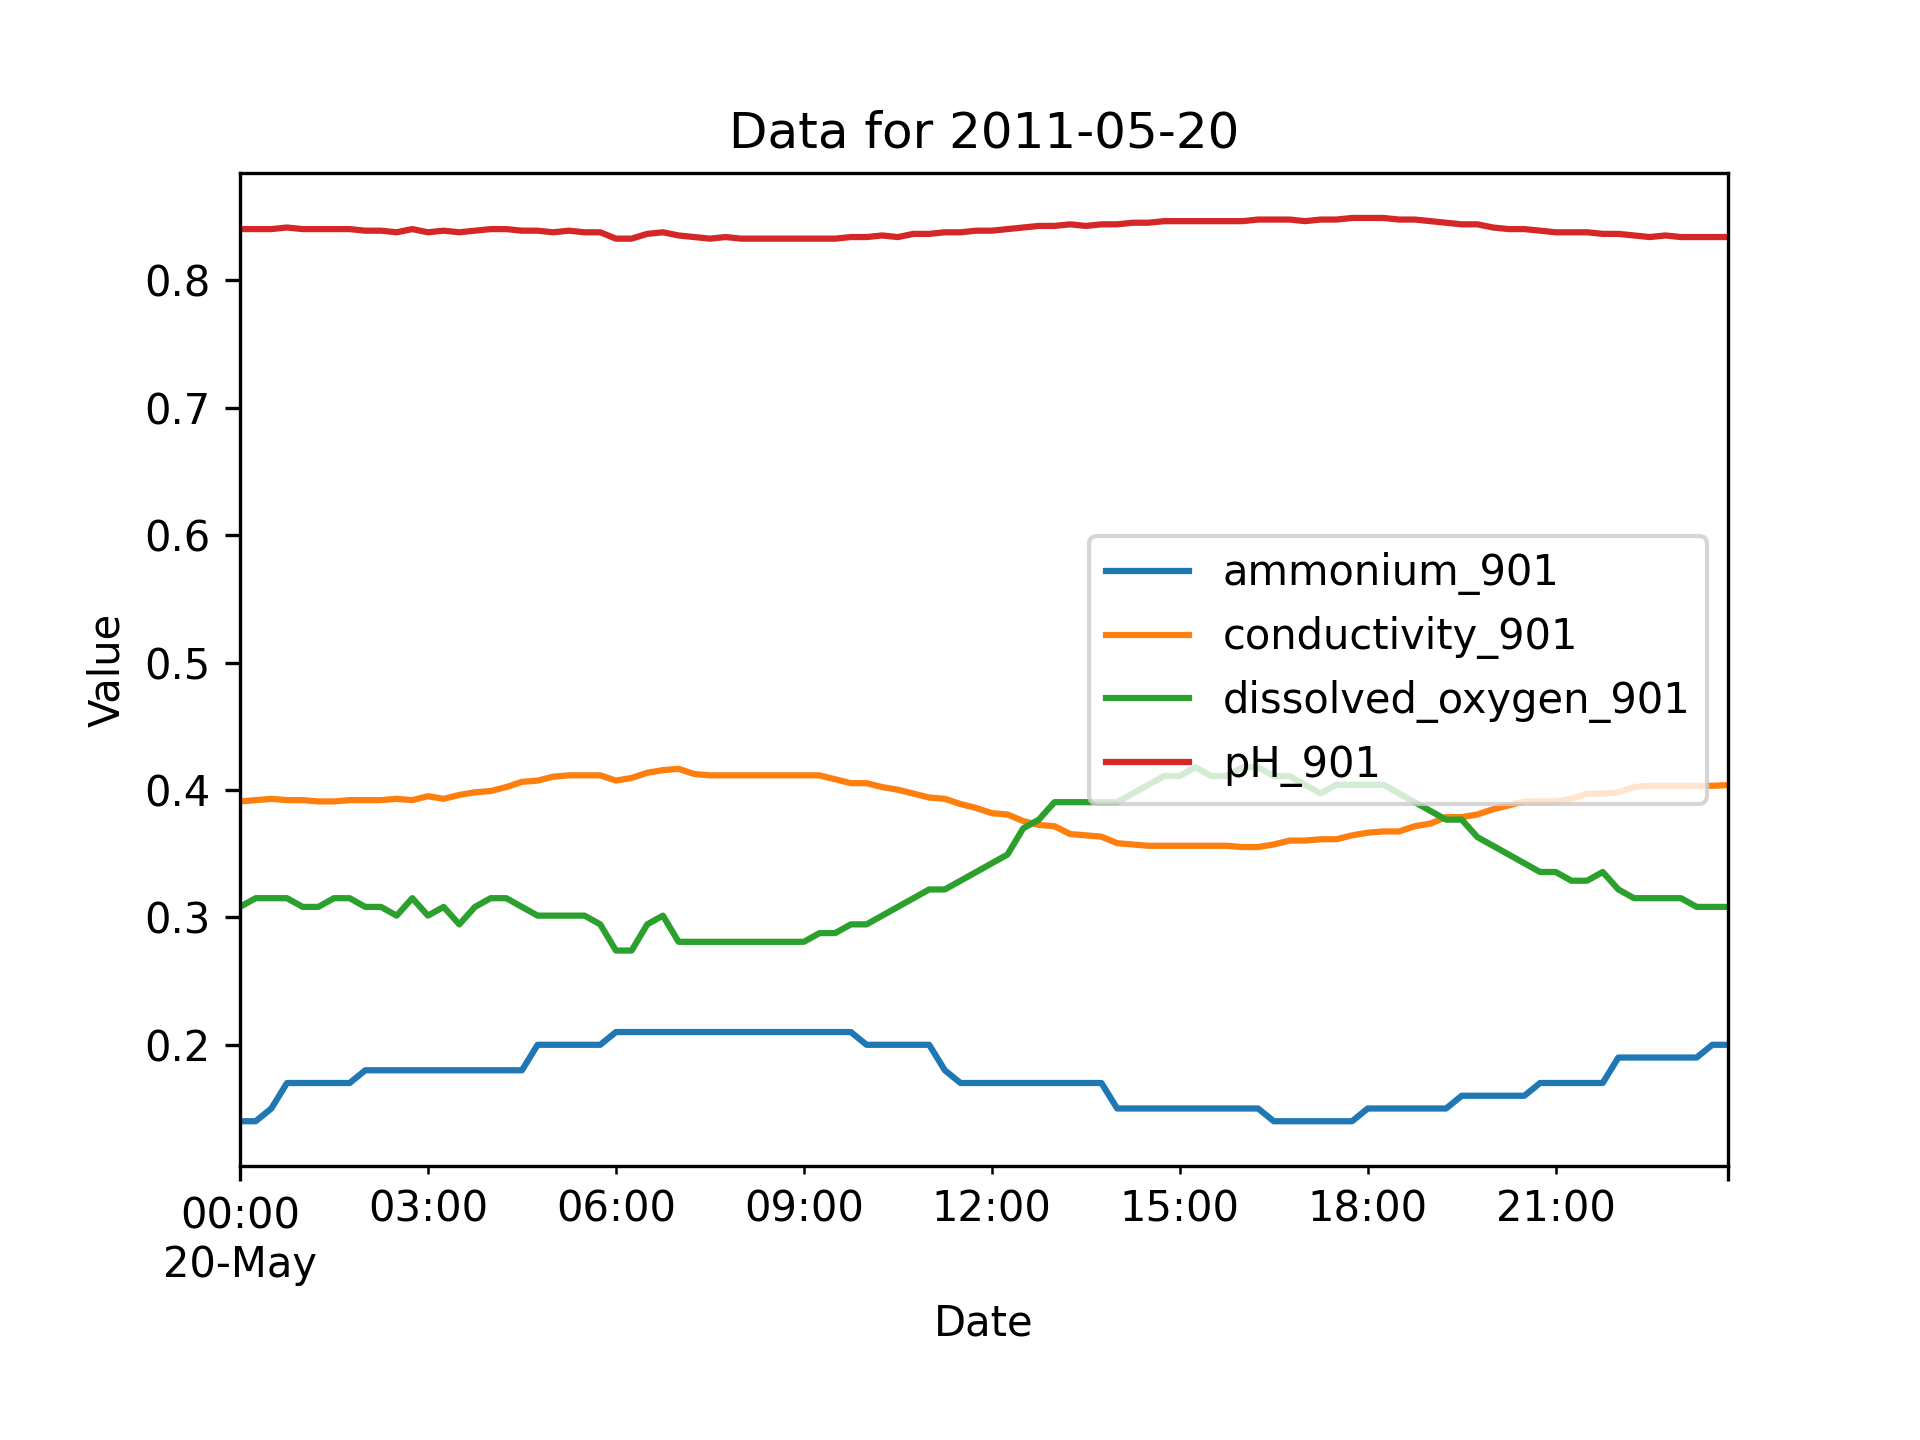 Data for 2011-05-20
Value
0.8
0.7
0.6
0.5
0.4
0.3
0.2
ammonium_901
conductivity_901
dissolved_oxygen_901
pH_901
00:00 03:00 06:00 09:00 12:00 15:00 18:00 21:00
20-May
Date